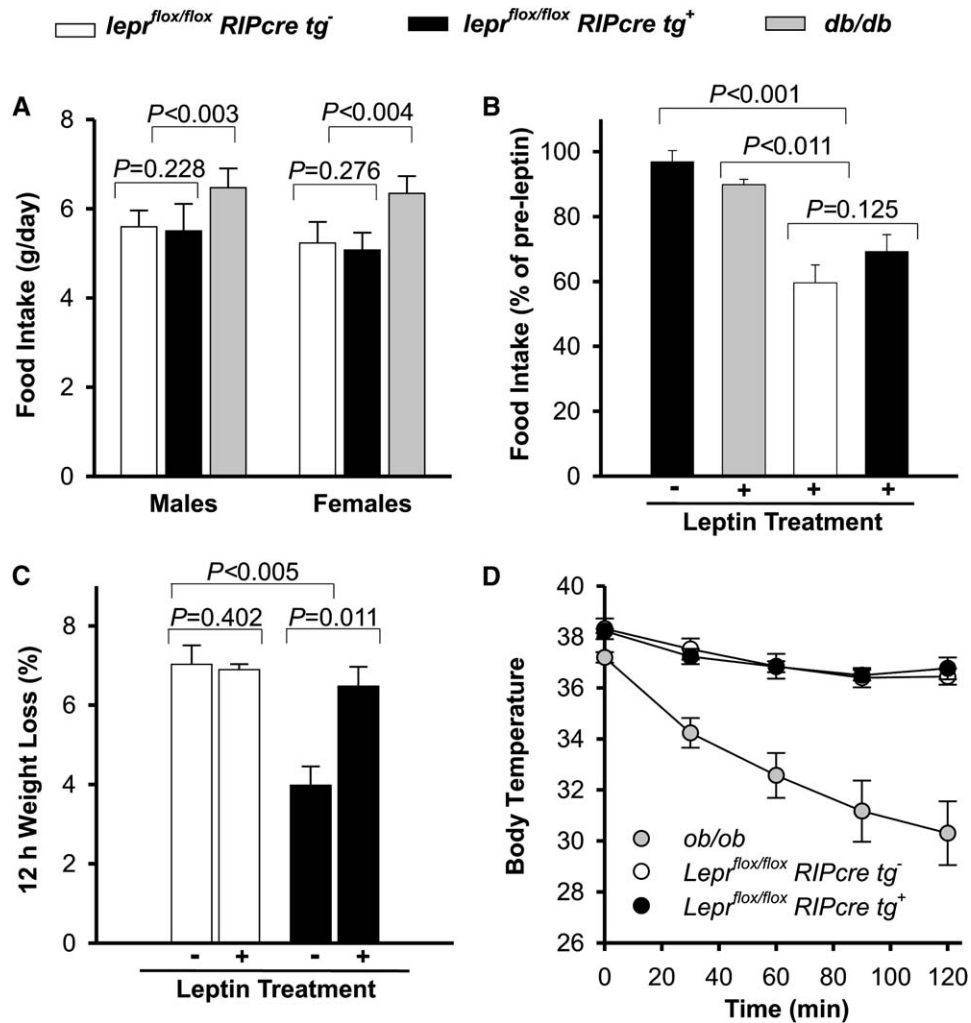 lepr^flox/flox RIPcre tg^- lepr^flox/flox RIPcre tg^+ db/db
A
P<0.003
P<0.004
P=0.228
P=0.276
8
6
4
2
0
Food Intake (g/day)
Males Females
B
P<0.001
P<0.011
P=0.125
100
80
60
40
20
0
Food Intake (% of pre-leptin)
- + + +
Leptin Treatment
C
P<0.005
P=0.402 P=0.011
8
6
4
2
0
12 h Weight Loss (%)
- + - +
Leptin Treatment
D
40
38
36
34
32
30
28
26
Body Temperature
ob/ob
Lepr^flox/flox RIPcre tg^-
Lepr^flox/flox RIPcre tg^+
0 20 40 60 80 100 120
Time (min)